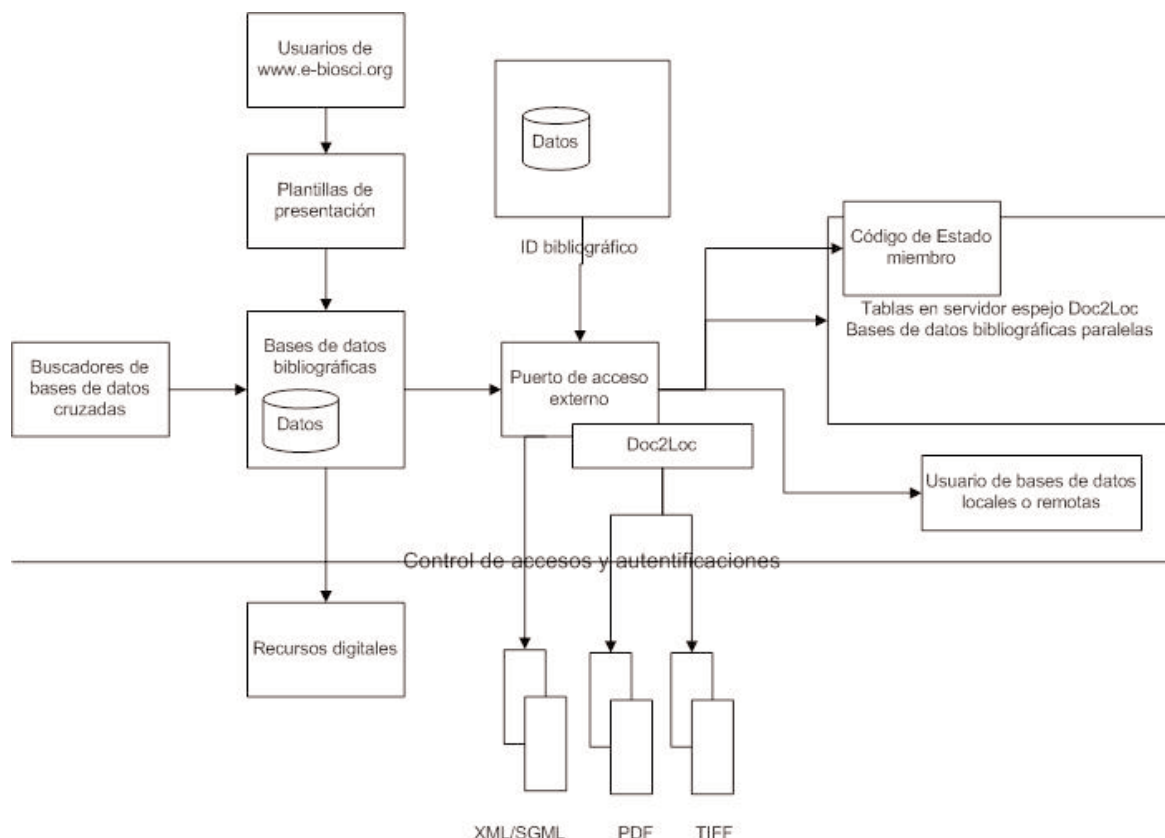 Usuarios de
www.e-biosci.org
Plantillas de
presentación
Datos
ID bibliográfico
Código de Estado
miembro
Tablas en servidor espejo Doc2Loc
Bases de datos bibliográficas paralelas
Buscadores de
bases de datos
cruzadas
Bases de datos
bibliográficas
Datos
Puerto de acceso
externo
Doc2Loc
Usuario de bases de datos
locales o remotas
Control de accesos y autentificaciones
Recursos digitales
XML/SGML
PDF
TIFF